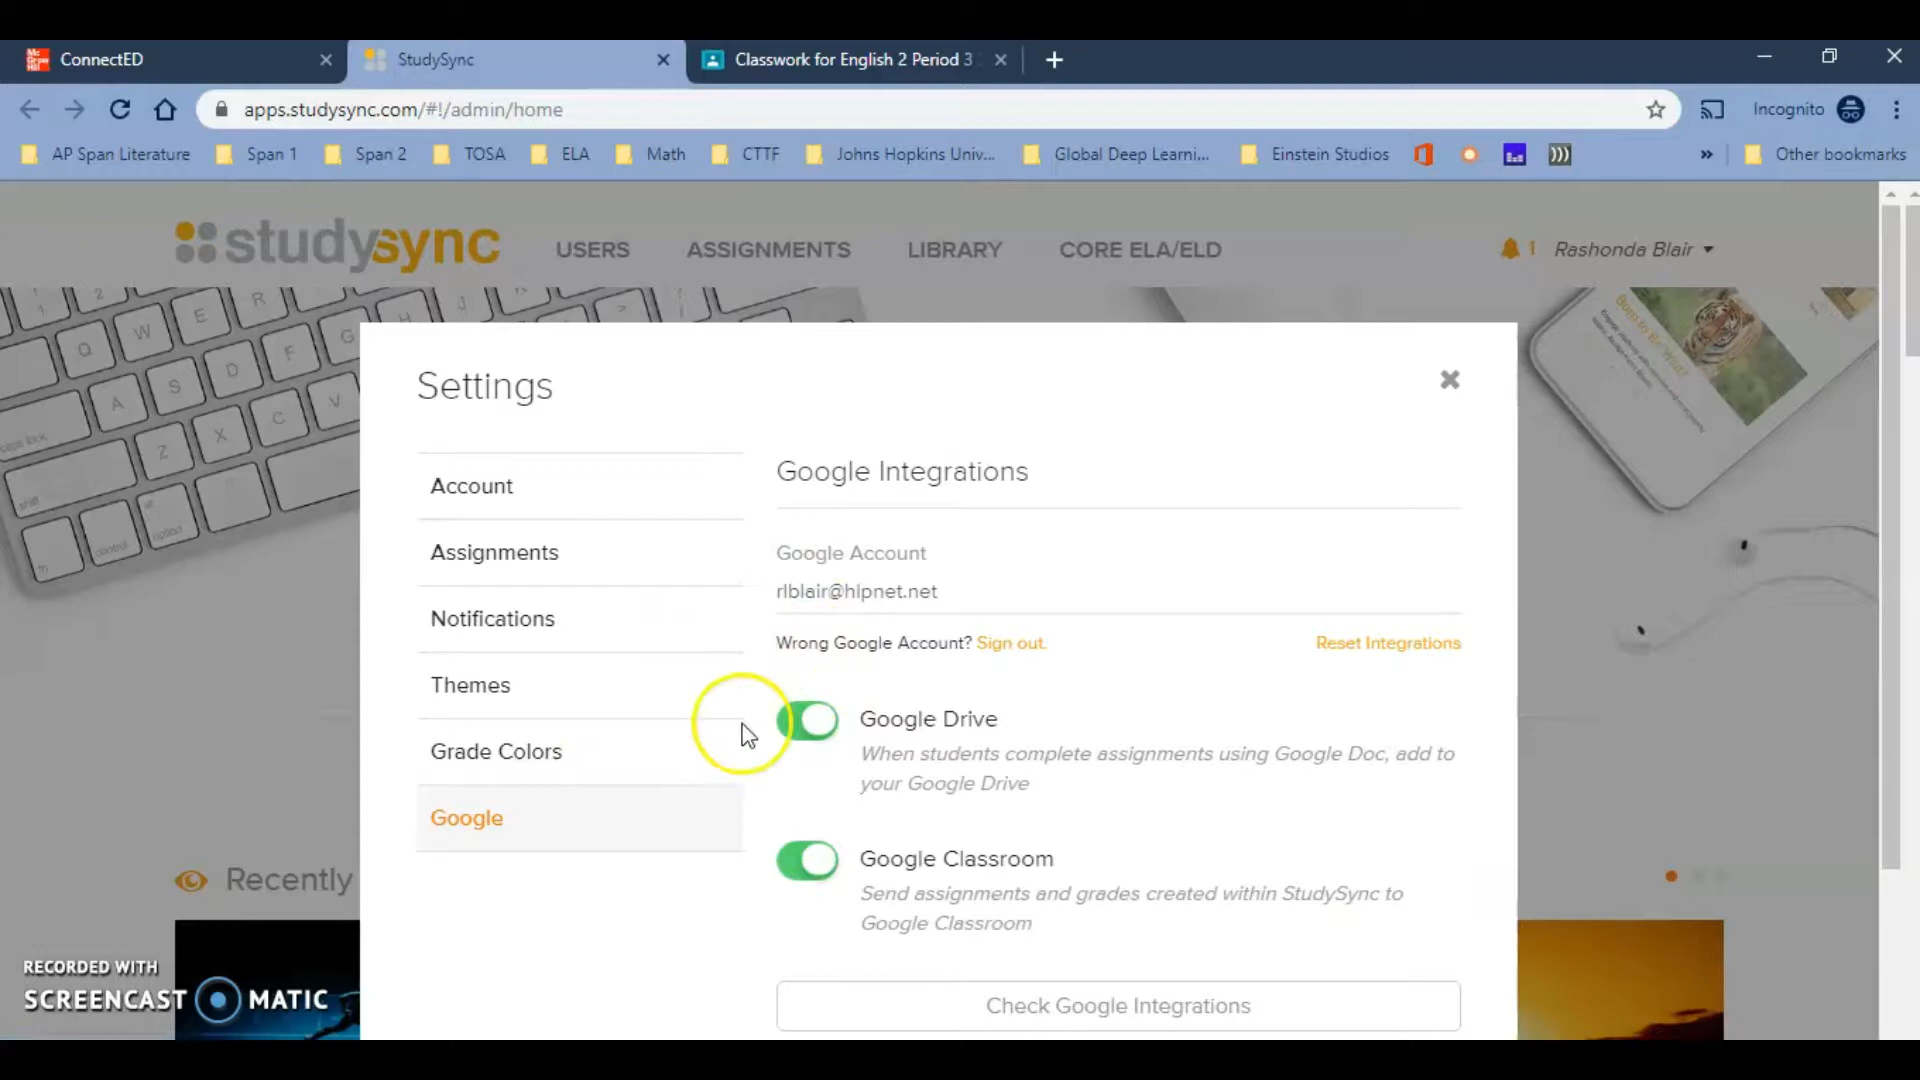 ConnectED
StudySync
Classwork for English 2 Period 3
apps.studysync.com/#!/admin/home
Incognito
AP Span Literature
Span 1
Span 2
TOSA
ELA
Math
CTTF
Johns Hopkins Univ...
Global Deep Learni...
Einstein Studios
»
Other bookmarks
studysync
USERS
ASSIGNMENTS
LIBRARY
CORE ELA/ELD
1
Rashonda Blair
Born to Be Wild?
Settings
Google Integrations
Account
Assignments
Notifications
Themes
Grade Colors
Google
Google Account
rlblair@hlpnet.net
Wrong Google Account? Sign out.
Reset Integrations
Google Drive
When students complete assignments using Google Doc, add to
your Google Drive
Google Classroom
Send assignments and grades created within StudySync to
Google Classroom
Check Google Integrations
Recently
RECORDED WITH
SCREENCAST MATIC